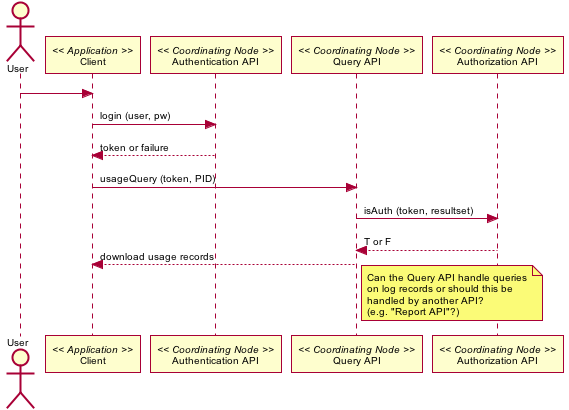 << Application >>
Client
<< Coordinating Node >>
Authentication API
<< Coordinating Node >>
Query API
<< Coordinating Node >>
Authorization API
User
login (user, pw)
token or failure
usageQuery (token, PID)
isAuth (token, resultset)
T or F
download usage records
Can the Query API handle queries
on log records or should this be
handled by another API?
(e.g. "Report API"?)
User
<< Application >>
Client
<< Coordinating Node >>
Authentication API
<< Coordinating Node >>
Query API
<< Coordinating Node >>
Authorization API